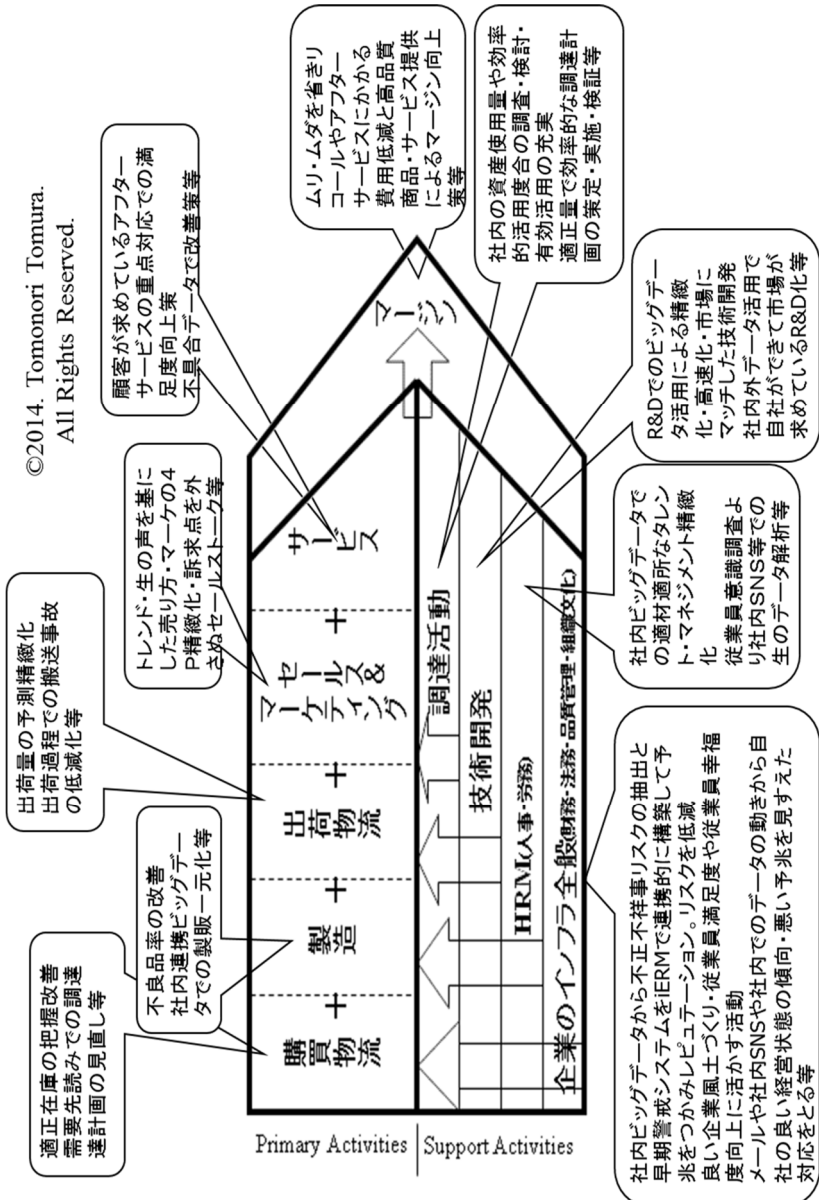 ©2014. Tomonori Tomura.
All Rights Reserved.
適正在庫の把握改善
需要先読みでの調達
達計画の見直し等
不良品率の改善
社内連携ビッグデー
タでの製販一元化等
出荷量の予測精緻化
出荷過程での搬送事故
の低減化等
トレンド・生の声を基に
した売り方・マーケの4
P精緻化・訴求点を外
さぬセールストーク等
顧客が求めているアフター
サービスの重点対応での満
足度向上策
不具合データで改善策等
ムリ・ムダを省きリ
コールやアフター
サービスにかかる
費用低減と高品質
商品・サービス提供
によるマージン向上
策等
Primary Activities
購買
物流
+
製
造
+
出荷
物流
+
セールス&
マーケティング
+
サー
ビス
マー
ジン
Support Activities
調達活動
技術開発
HRM(人事・労務)
企業のインフラ全般(財務・法務・品質管理・組織文化)
社内の資産使用量や効率
的活用度合の調査・検討・
有効活用の充実
適正量で効率的な調達計
画の策定・実施・検証等
R&Dでのビッグデー
タ活用による精緻
化・高速化・市場に
マッチした技術開発
社内外データ活用で
自社ができて市場が
求めているR&D化等
社内ビッグデータで
の適材適所なタレン
ト・マネジメント精緻
化
従業員意識調査よ
り社内SNS等での
生のデータ解析等
社内ビッグデータから不正不祥事リスクの抽出と
早期警戒システムをiERMで連携的に構築して予
兆をつかみレピュテーション。リスクを低減
良い企業風土づくり・従業員満足度や従業員幸福
度向上に活かす活動
メールや社内SNSや社内でのデータの動きから自
社の良い経営状態の傾向・悪い予兆を見すえた
対応をとる等